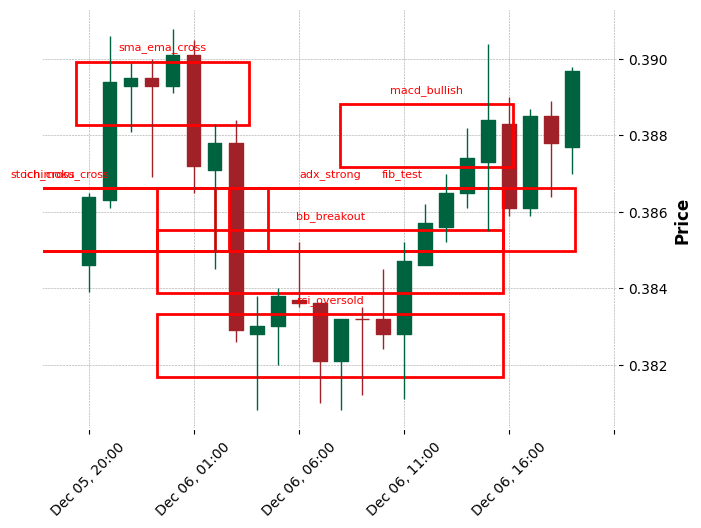 sma_ema_cross
0.390
macd_bullish
0.388
stoch_cross
ichimoku_cross
adx_strong
fib_test
0.386
bb_breakout
0.384
rsi_oversold
0.382
Price
Dec 05, 20:00
Dec 06, 01:00
Dec 06, 06:00
Dec 06, 11:00
Dec 06, 16:00